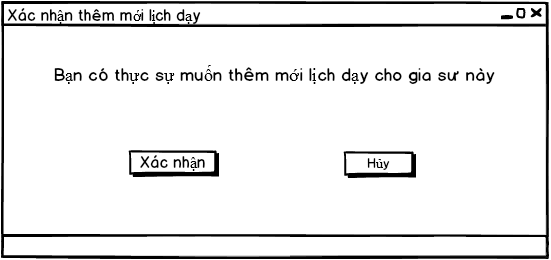 Xác nhận thêm mới lịch dạy
Bạn có thực sự muốn thêm mới lịch dạy cho gia sư này
Xác nhận
Hủy